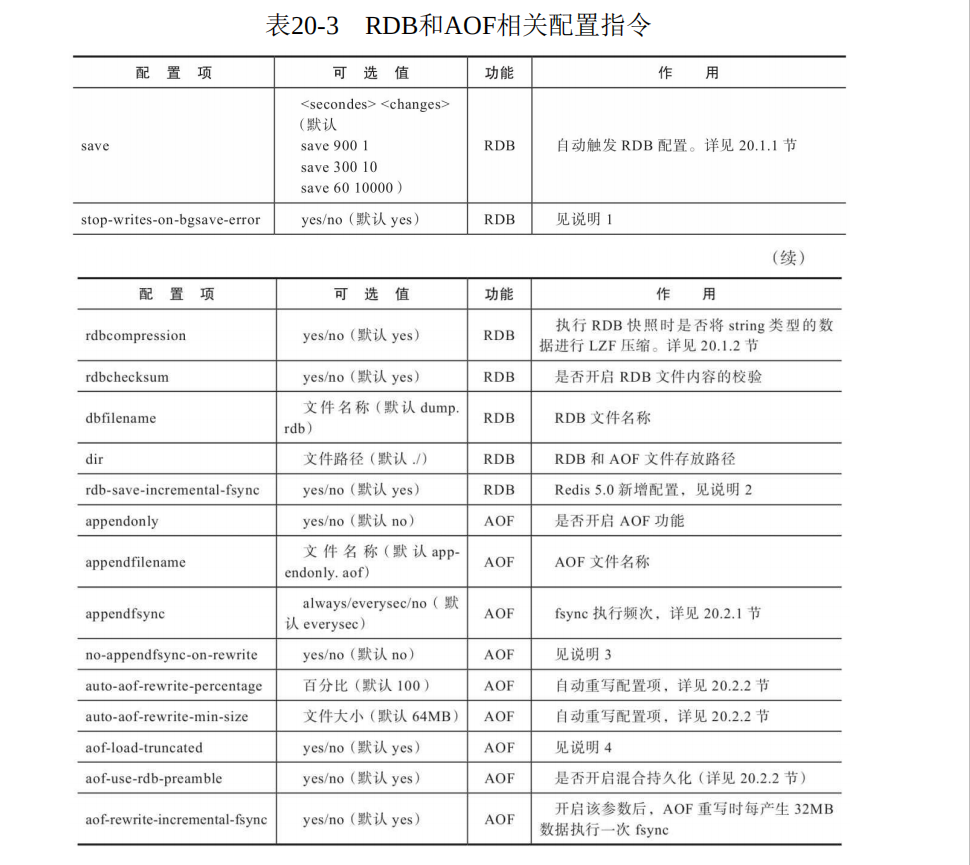 表20-3 RDB和AOF相关配置指令
配 置 项 可 选 值 功能 作 用
save
<secondes> <changes>
（默认
save 900 1
save 300 10
save 60 10000）
RDB
自动触发 RDB 配置。详见 20.1.1 节
stop-writes-on-bgsave-error yes/no（默认 yes） RDB 见说明 1
（续）
配 置 项 可 选 值 功能 作 用
rdbcompression yes/no（默认 yes） RDB
执行 RDB 快照时是否将 string 类型的数
据进行 LZF 压缩。详见 20.1.2 节
rdbchecksum yes/no（默认 yes） RDB 是否开启 RDB 文件内容的校验
dbfilename
文件名称（默认 dump.
rdb）
RDB
RDB 文件名称
dir 文件路径（默认 ./） RDB RDB 和 AOF 文件存放路径
rdb-save-incremental-fsync yes/no（默认 yes） RDB Redis 5.0 新增配置，见说明 2
appendonly yes/no（默认 no） AOF 是否开启 AOF 功能
appendfilename
文 件 名 称（默 认 app-
endonly. aof）
AOF
AOF 文件名称
appendfsync
always/everysec/no（ 默
认 everysec）
AOF
fsync 执行频次，详见 20.2.1 节
no-appendfsync-on-rewrite yes/no（默认 no） AOF 见说明 3
auto-aof-rewrite-percentage 百分比（默认 100） AOF 自动重写配置项，详见 20.2.2 节
auto-aof-rewrite-min-size 文件大小（默认 64MB） AOF 自动重写配置项，详见 20.2.2 节
aof-load-truncated yes/no（默认 yes） AOF 见说明 4
aof-use-rdb-preamble yes/no（默认 yes） AOF 是否开启混合持久化（详见 20.2.2 节）
aof-rewrite-incremental-fsync yes/no（默认 yes） AOF
开启该参数后，AOF 重写时每产生 32MB
数据执行一次 fsync